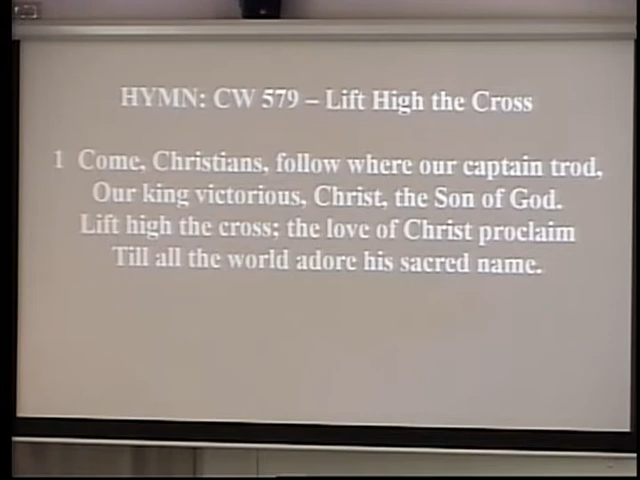 HYMN: CW 579 – Lift High the Cross
1 Come, Christians, follow where our captain trod,
Our king victorious, Christ, the Son of God.
Lift high the cross; the love of Christ proclaim
Till all the world adore his sacred name.